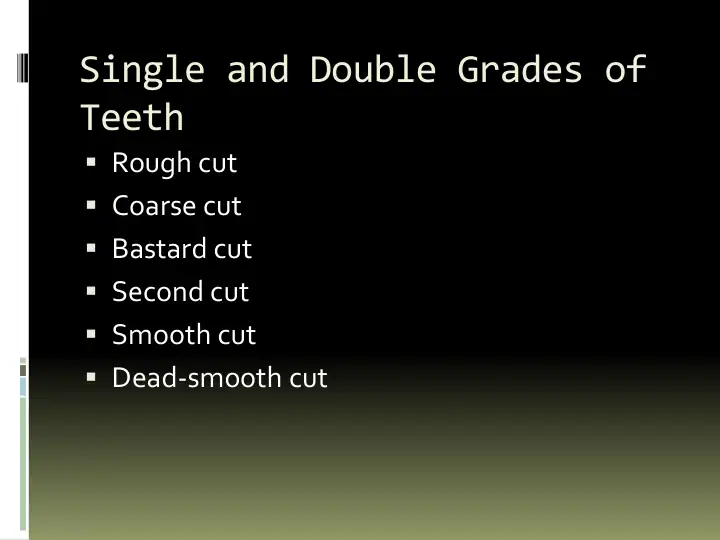 Single and Double Grades of
Teeth
▪ Rough cut
▪ Coarse cut
▪ Bastard cut
▪ Second cut
▪ Smooth cut
▪ Dead-smooth cut